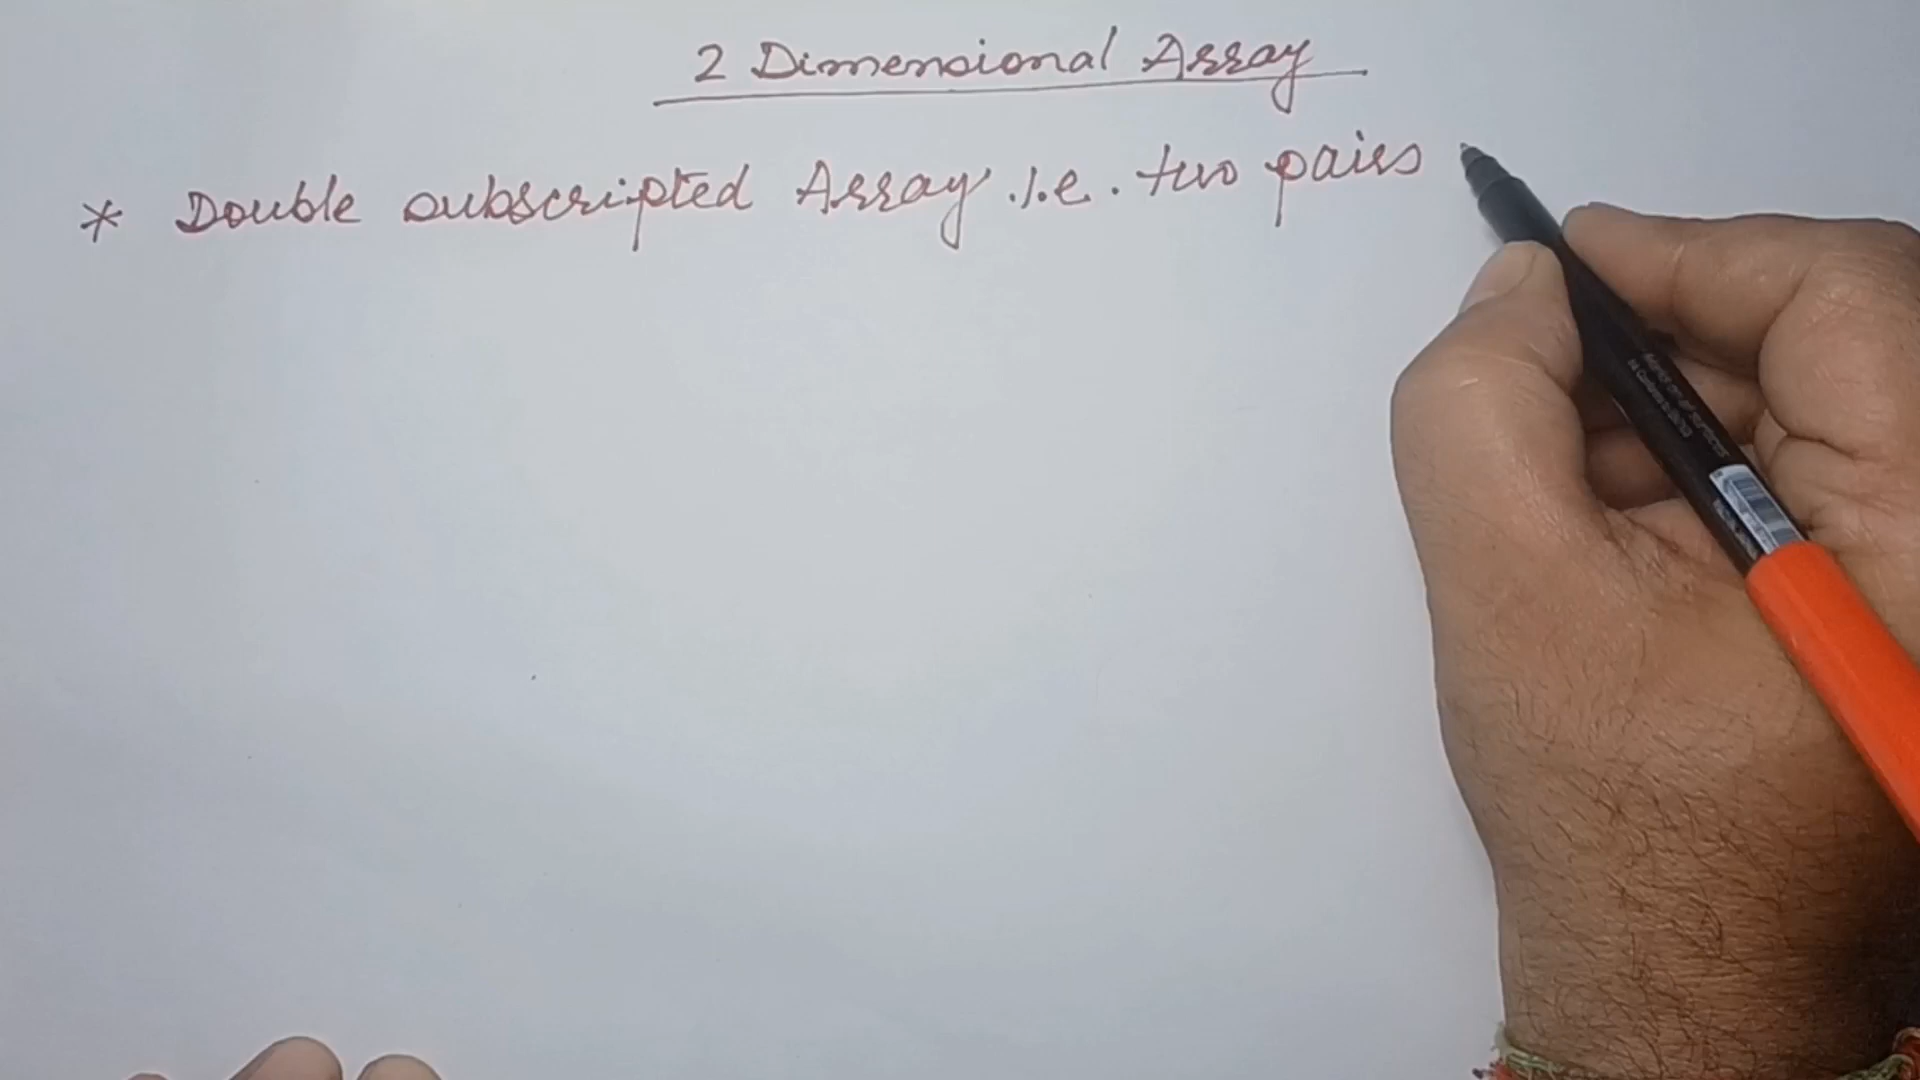 2 Dimensional Array
* Double subscripted Array .i.e. two pairs